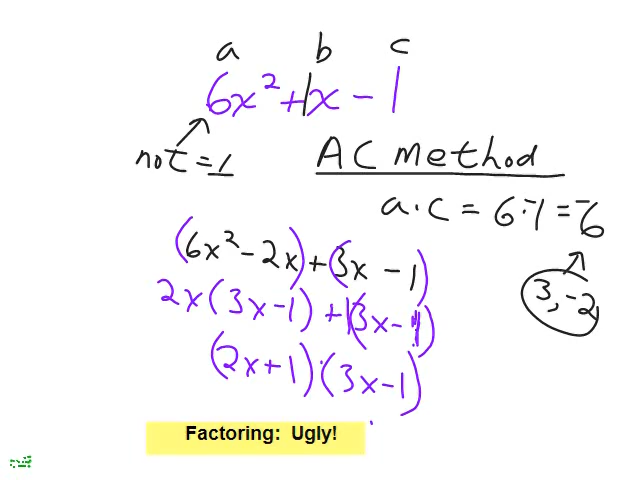 a b c
6x² + 1x - 1
not = 1
AC method
a · c = 6 · -1 = -6
3, -2
(6x² - 2x) + (3x - 1)
2x(3x - 1) + 1(3x - 1)
(2x + 1) · (3x - 1)
Factoring: Ugly!